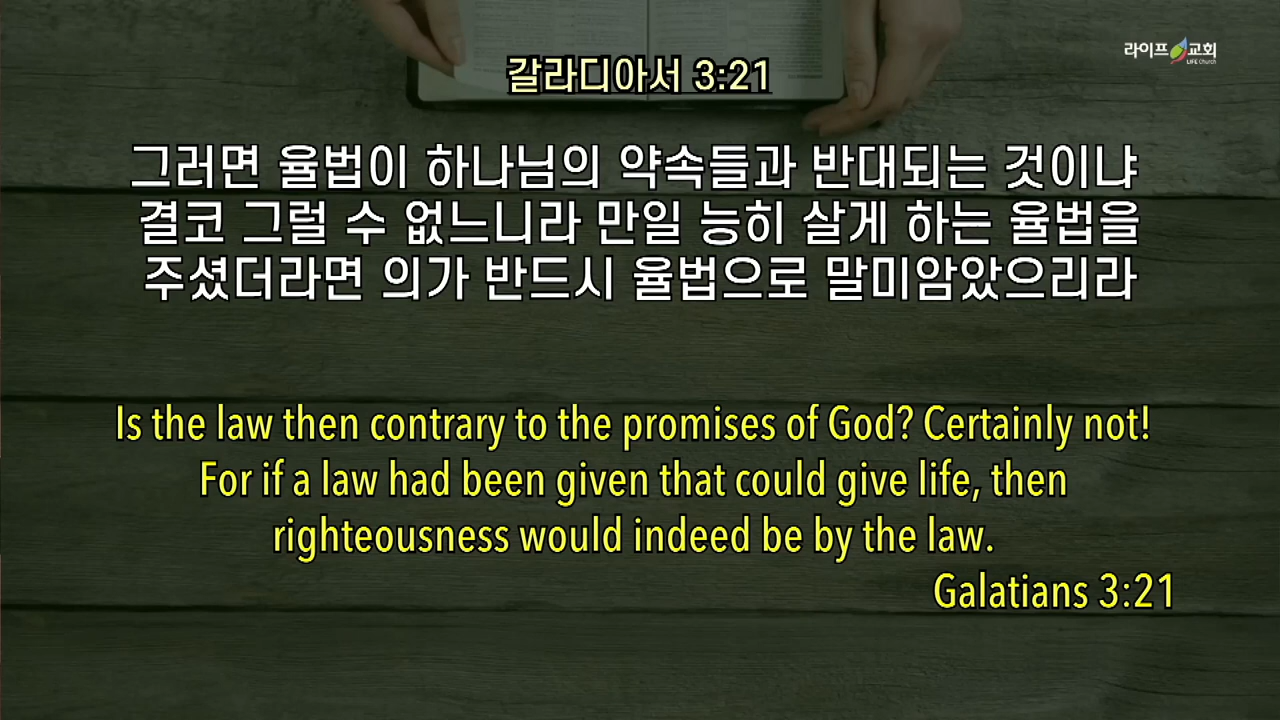 라이프 교회
LIFE Church
갈라디아서 3:21
그러면 율법이 하나님의 약속들과 반대되는 것이냐
결코 그럴 수 없느니라 만일 능히 살게 하는 율법을
주셨더라면 의가 반드시 율법으로 말미암았으리라
Is the law then contrary to the promises of God? Certainly not!
For if a law had been given that could give life, then
righteousness would indeed be by the law.
Galatians 3:21